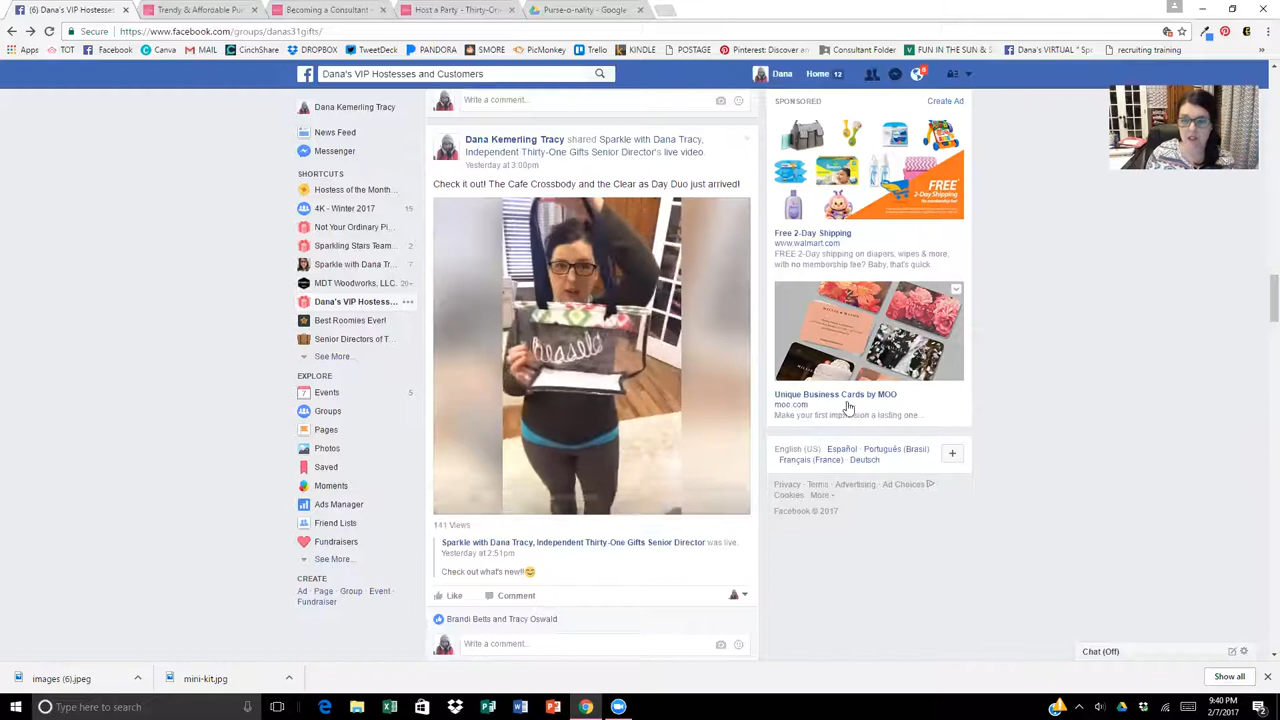 (6) Dana's VIP Hostesses
Trendy & Affordable Pur
Becoming a Consultant -
Host a Party - Thirty-One
Purse-o-nality - Google
Secure
https://www.facebook.com/groups/danas31gifts/
Apps
TOT
Facebook
Canva
MAIL
CinchShare
DROPBOX
TweetDeck
PANDORA
SMORE
PicMonkey
Trello
KINDLE
POSTAGE
Pinterest: Discover an
Consultant Folder
FUN IN THE SUN & S
Dana's VIRTUAL " Sp
recruiting training
Dana's VIP Hostesses and Customers
Dana
Home 12
8
Dana Kemerling Tracy
News Feed
Messenger
SHORTCUTS
Hostess of the Month...
4K - Winter 2017 15
Not Your Ordinary Pi...
Sparkling Stars Team... 2
Sparkle with Dana Tr... 7
MDT Woodworks, LLC. 20+
Dana's VIP Hostess...
Best Roomies Ever!
Senior Directors of T...
See More...
EXPLORE
Events 5
Groups
Pages
Photos
Saved
Moments
Ads Manager
Friend Lists
Fundraisers
See More...
CREATE
Ad · Page · Group · Event ·
Fundraiser
Write a comment...
Dana Kemerling Tracy shared Sparkle with Dana Tracy,
Independent Thirty-One Gifts Senior Director's live video.
Yesterday at 3:00pm
Check it out! The Cafe Crossbody and the Clear as Day Duo just arrived!
141 Views
Sparkle with Dana Tracy, Independent Thirty-One Gifts Senior Director was live.
Yesterday at 2:51pm
Check out what's new!!
Like
Comment
Brandi Betts and Tracy Oswald
Write a comment...
SPONSORED
Create Ad
FREE
2-Day Shipping
Free 2-Day Shipping
www.walmart.com
FREE 2-Day shipping on diapers, wipes & more,
with no membership fee? Baby, that's quick.
Unique Business Cards by MOO
moo.com
Make your first impression a lasting one...
English (US) · Español · Português (Brasil) ·
Français (France) · Deutsch
Privacy · Terms · Advertising · Ad Choices
Cookies · More
Facebook © 2017
Chat (Off)
images (6).jpeg
mini-kit.jpg
Show all
Type here to search
9:40 PM
2/7/2017